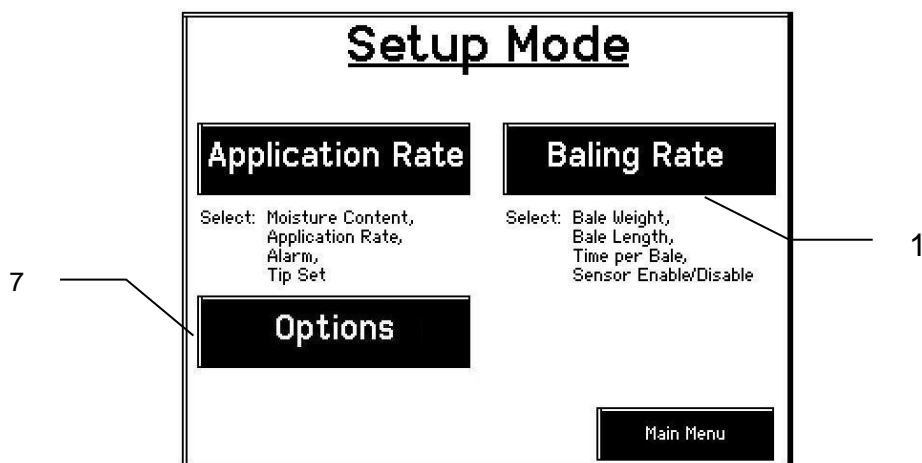 Setup Mode
Application Rate
Select: Moisture Content,
Application Rate,
Alarm,
Tip Set
Baling Rate
Select: Bale Weight,
Bale Length,
Time per Bale,
Sensor Enable/Disable
1
7
Options
Main Menu